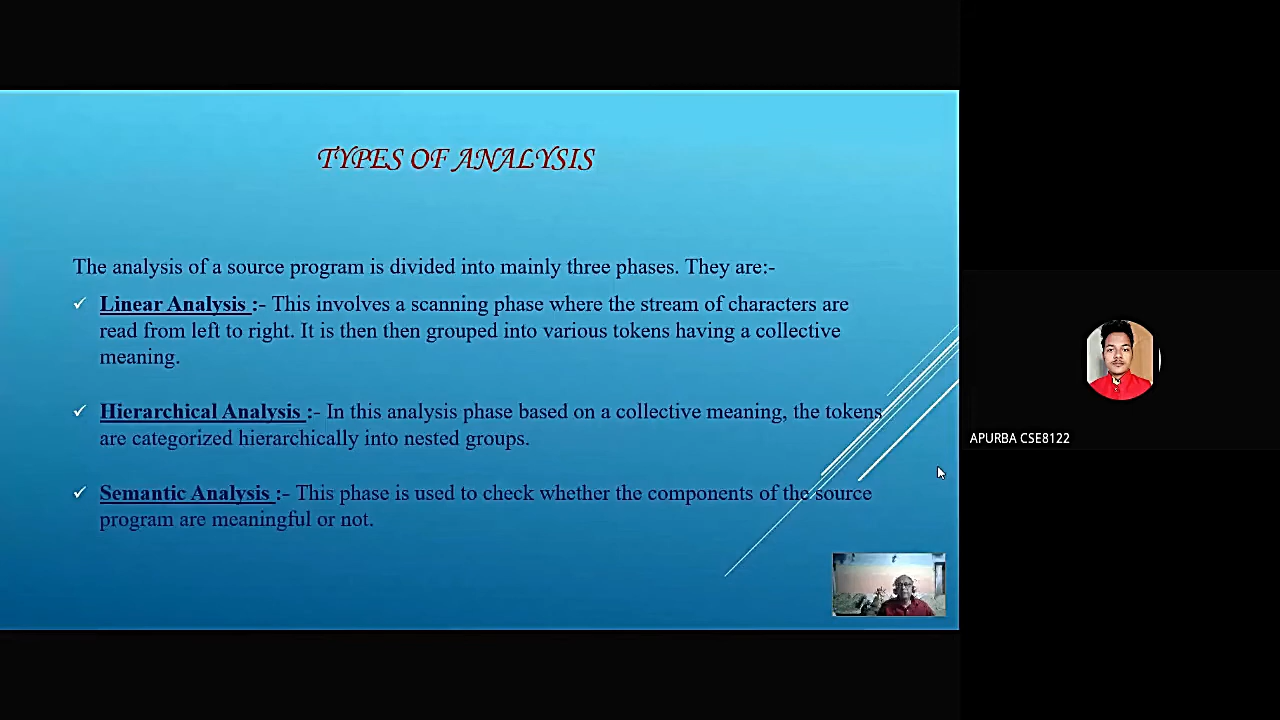 TYPES OF ANALYSIS
The analysis of a source program is divided into mainly three phases. They are:-
✓ Linear Analysis :- This involves a scanning phase where the stream of characters are
read from left to right. It is then then grouped into various tokens having a collective
meaning.
✓ Hierarchical Analysis :- In this analysis phase based on a collective meaning, the tokens
are categorized hierarchically into nested groups.
✓ Semantic Analysis :- This phase is used to check whether the components of the source
program are meaningful or not.
APURBA CSE8122